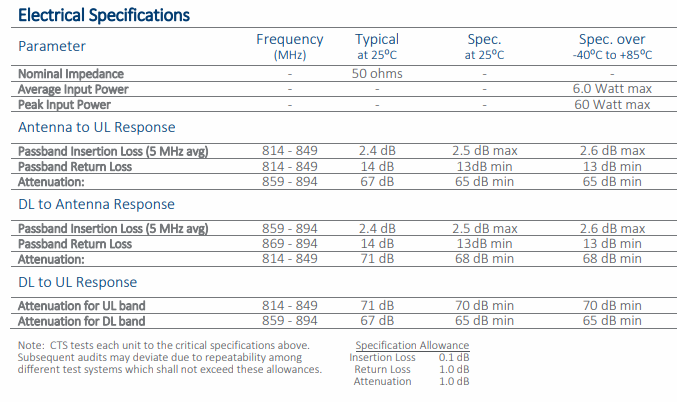 Electrical Specifications
Parameter Frequency (MHz) Typical at 25ºC Spec. at 25ºC Spec. over -40ºC to +85ºC
Nominal Impedance - 50 ohms - -
Average Input Power - - - 6.0 Watt max
Peak Input Power - - - 60 Watt max
Antenna to UL Response
Passband Insertion Loss (5 MHz avg) 814 - 849 2.4 dB 2.5 dB max 2.6 dB max
Passband Return Loss 814 - 849 14 dB 13dB min 13 dB min
Attenuation: 859 - 894 67 dB 65 dB min 65 dB min
DL to Antenna Response
Passband Insertion Loss (5 MHz avg) 859 - 894 2.4 dB 2.5 dB max 2.6 dB max
Passband Return Loss 869 - 894 14 dB 13dB min 13 dB min
Attenuation: 814 - 849 71 dB 68 dB min 68 dB min
DL to UL Response
Attenuation for UL band 814 - 849 71 dB 70 dB min 70 dB min
Attenuation for DL band 859 - 894 67 dB 65 dB min 65 dB min
Note: CTS tests each unit to the critical specifications above.
Subsequent audits may deviate due to repeatability among
different test systems which shall not exceed these allowances.
Specification Allowance
Insertion Loss 0.1 dB
Return Loss 1.0 dB
Attenuation 1.0 dB